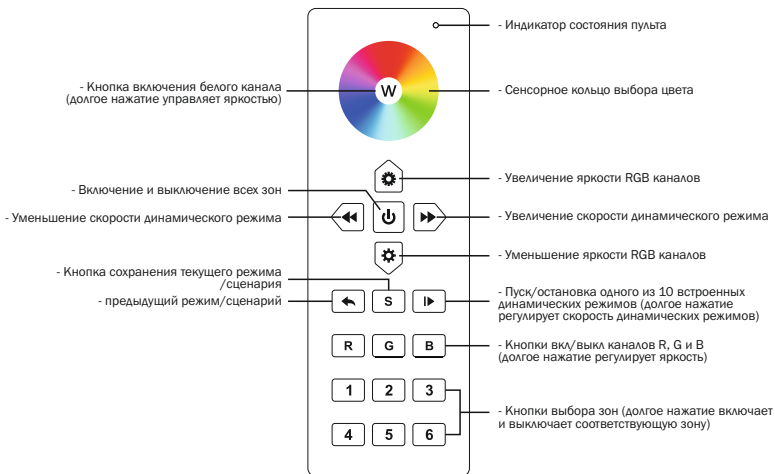 - Индикатор состояния пульта
- Кнопка включения белого канала
(долгое нажатие управляет яркостью)
W
- Сенсорное кольцо выбора цвета
- Увеличение яркости RGB каналов
- Включение и выключение всех зон
- Уменьшение скорости динамического режима
- Увеличение скорости динамического режима
- Уменьшение яркости RGB каналов
- Кнопка сохранения текущего режима
/сценария
- предыдущий режим/сценарий
S
- Пуск/остановка одного из 10 встроенных
динамических режимов (долгое нажатие
регулирует скорость динамических режимов)
R G B
- Кнопки вкл/выкл каналов R, G и B
(долгое нажатие регулирует яркость)
1 2 3
- Кнопки выбора зон (долгое нажатие включает
и выключает соответствующую зону)
4 5 6